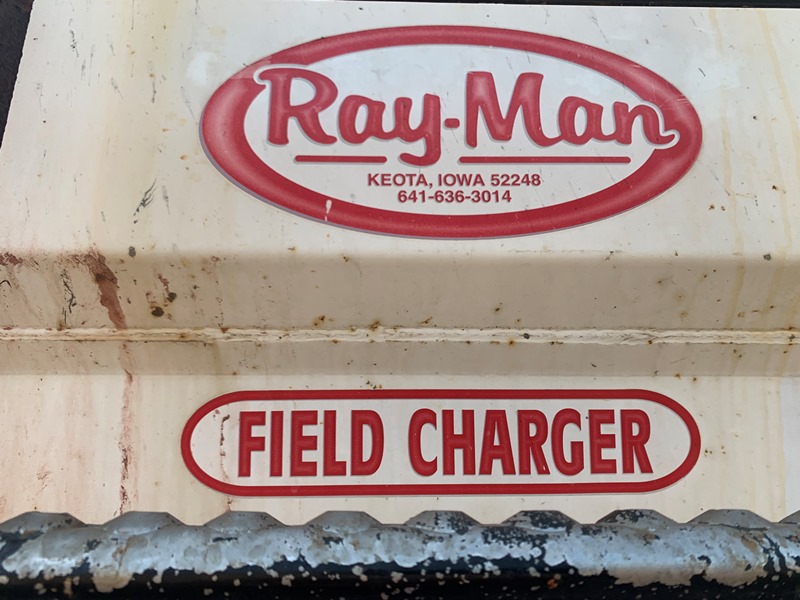 Ray-Man
KEOTA, IOWA 52248
641-636-3014
FIELD CHARGER